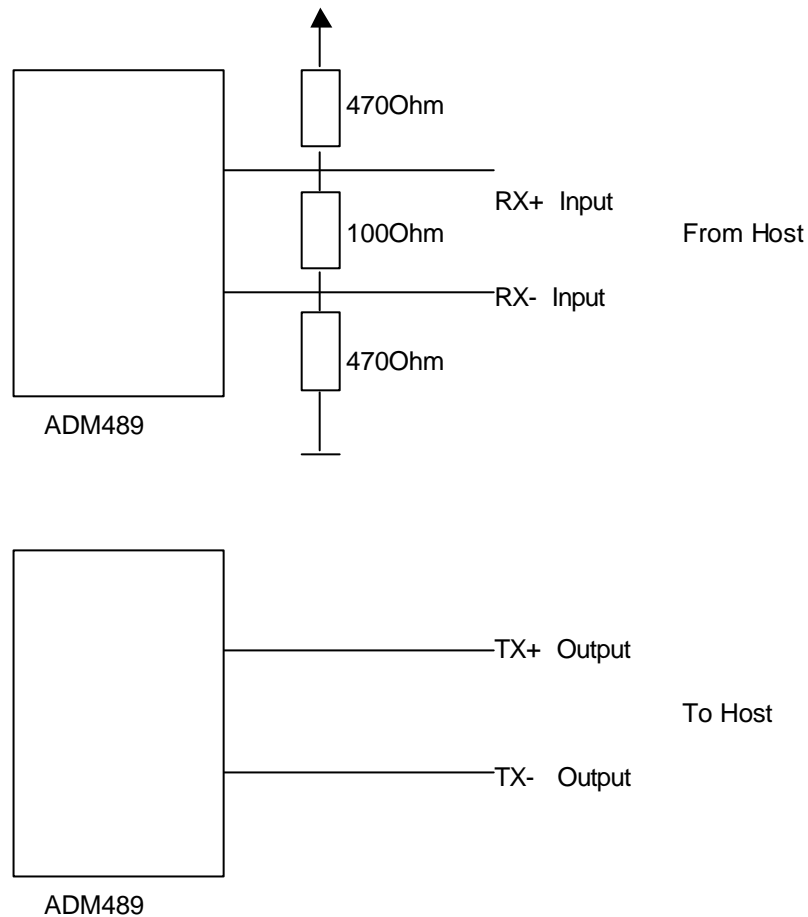 470Ohm
RX+ Input
100Ohm
From Host
RX- Input
470Ohm
ADM489
TX+ Output
To Host
TX- Output
ADM489